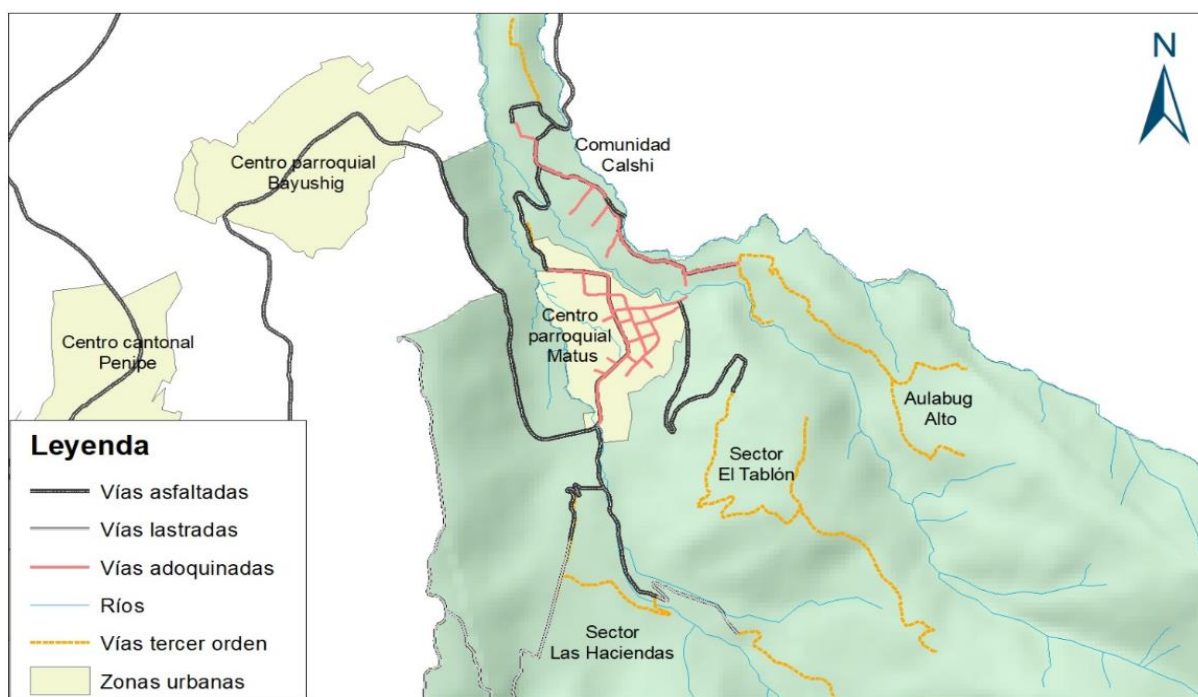 N
Comunidad
Calshi
Centro parroquial
Bayushig
Centro cantonal
Penipe
Centro
parroquial
Matus
Aulabug
Alto
Sector
El Tablón
Sector
Las Haciendas
Leyenda
Vías asfaltadas
Vías lastradas
Vías adoquinadas
Ríos
Vías tercer orden
Zonas urbanas